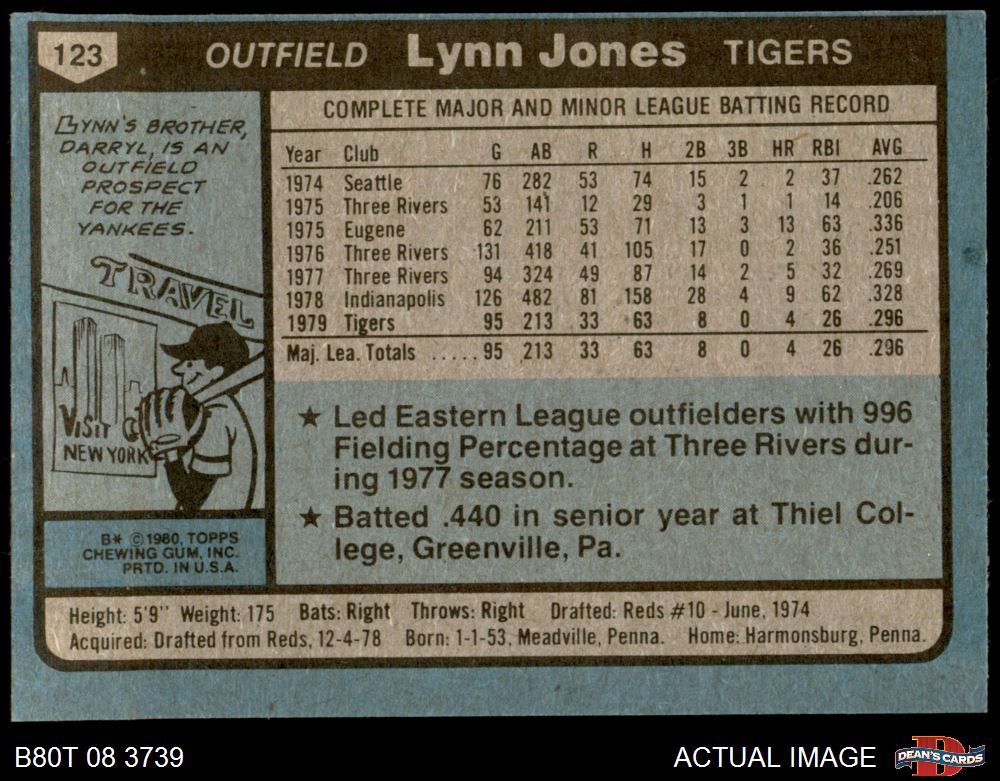 123 OUTFIELD Lynn Jones TIGERS
LYNN'S BROTHER,
DARRYL, IS AN
OUTFIELD
PROSPECT
FOR THE
YANKEES.
TRAVEL
VISIT
NEW YORK
B* ©1980, TOPPS
CHEWING GUM, INC.
PRTD. IN U.S.A.
COMPLETE MAJOR AND MINOR LEAGUE BATTING RECORD
Year Club G AB R H 2B 3B HR RBI AVG
1974 Seattle 76 282 53 74 15 2 2 37 .262
1975 Three Rivers 53 141 12 29 3 1 1 14 .206
1975 Eugene 62 211 53 71 13 3 13 63 .336
1976 Three Rivers 131 418 41 105 17 0 2 36 .251
1977 Three Rivers 94 324 49 87 14 2 5 32 .269
1978 Indianapolis 126 482 81 158 28 4 9 62 .328
1979 Tigers 95 213 33 63 8 0 4 26 .296
Maj. Lea. Totals ..... 95 213 33 63 8 0 4 26 .296
★ Led Eastern League outfielders with 996
Fielding Percentage at Three Rivers dur-
ing 1977 season.
★ Batted .440 in senior year at Thiel Col-
lege, Greenville, Pa.
Height: 5'9" Weight: 175 Bats: Right Throws: Right Drafted: Reds #10 - June, 1974
Acquired: Drafted from Reds, 12-4-78 Born: 1-1-53, Meadville, Penna. Home: Harmonsburg, Penna.
B80T 08 3739 ACTUAL IMAGE D DEAN'S CARDS